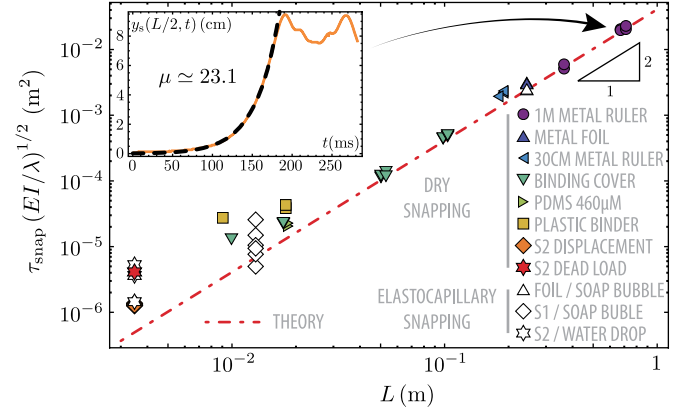 y_s(L/2, t) (cm)
8
6
4
2
0
μ ≃ 23.1
t(ms)
0 50 100 150 200 250
10⁻²
10⁻³
10⁻⁴
10⁻⁵
10⁻⁶
τ_snap (EI/λ)^{1/2} (m²)
2
1
1M METAL RULER
METAL FOIL
30CM METAL RULER
BINDING COVER
PDMS 460µM
PLASTIC BINDER
S2 DISPLACEMENT
S2 DEAD LOAD
FOIL / SOAP BUBBLE
S1 / SOAP BUBLE
S2 / WATER DROP
DRY
SNAPPING
ELASTOCAPILLARY
SNAPPING
THEORY
10⁻² 10⁻¹ 1
L (m)